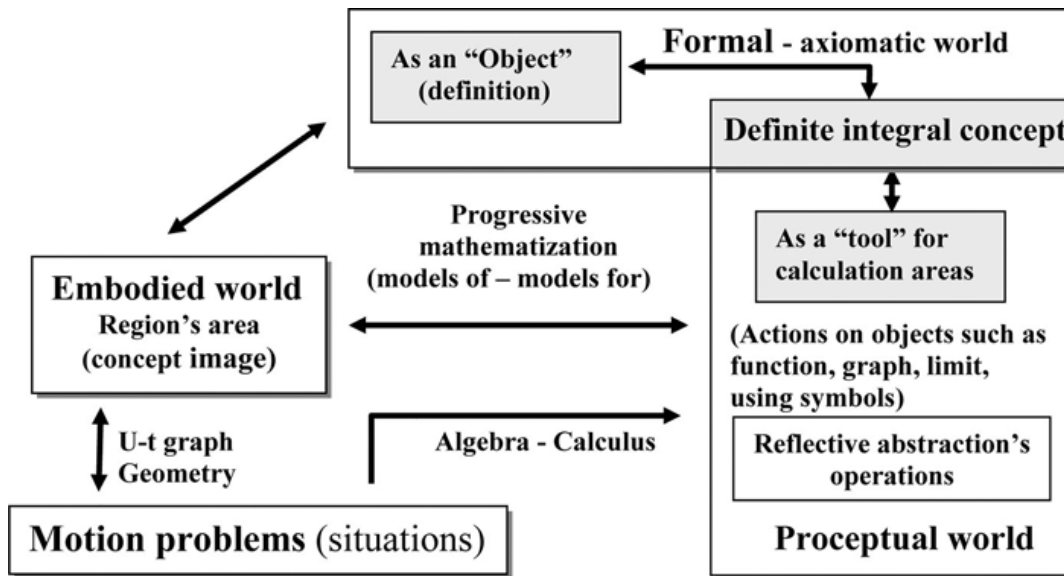 Formal - axiomatic world
As an “Object”
(definition)
Definite integral concept
Progressive
mathematization
(models of – models for)
As a “tool” for
calculation areas
Embodied world
Region’s area
(concept image)
(Actions on objects such as
function, graph, limit,
using symbols)
U-t graph
Geometry
Algebra - Calculus
Reflective abstraction’s
operations
Motion problems (situations)
Proceptual world